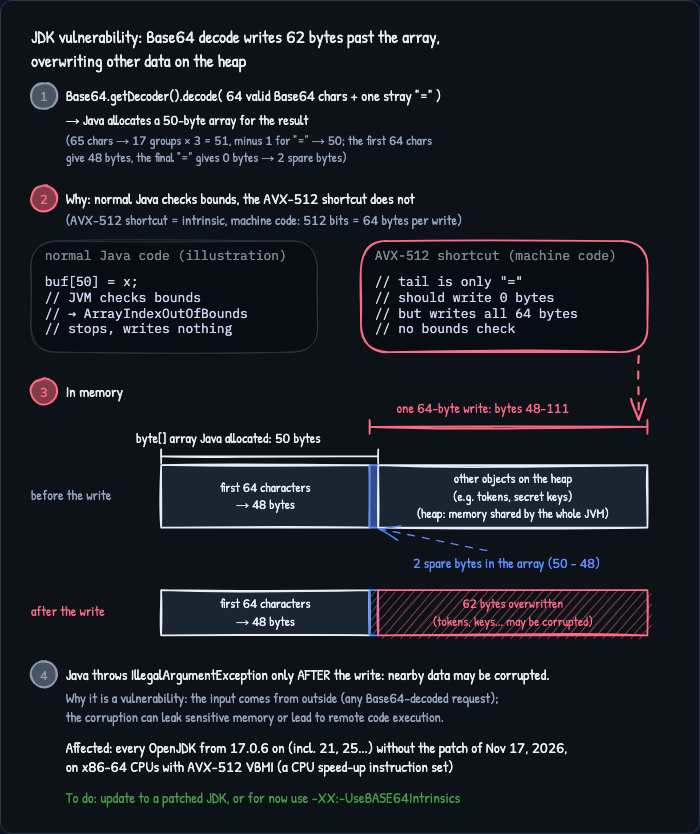 JDK vulnerability: Base64 decode writes 62 bytes past the array,
overwriting other data on the heap
1
Base64.getDecoder().decode( 64 valid Base64 chars + one stray "=" )
→ Java allocates a 50-byte array for the result
(65 chars → 17 groups × 3 = 51, minus 1 for "=" → 50; the first 64 chars
give 48 bytes, the final "=" gives 0 bytes → 2 spare bytes)
2
Why: normal Java checks bounds, the AVX-512 shortcut does not
(AVX-512 shortcut = intrinsic, machine code: 512 bits = 64 bytes per write)
normal Java code (illustration)
buf[50] = x;
// JVM checks bounds
// → ArrayIndexOutOfBounds
// stops, writes nothing
AVX-512 shortcut (machine code)
// tail is only "="
// should write 0 bytes
// but writes all 64 bytes
// no bounds check
3
In memory
one 64-byte write: bytes 48-111
byte[] array Java allocated: 50 bytes
before the write
first 64 characters
→ 48 bytes
other objects on the heap
(e.g. tokens, secret keys)
(heap: memory shared by the whole JVM)
2 spare bytes in the array (50 - 48)
after the write
first 64 characters
→ 48 bytes
62 bytes overwritten
(tokens, keys... may be corrupted)
4
Java throws IllegalArgumentException only AFTER the write: nearby data may be corrupted.
Why it is a vulnerability: the input comes from outside (any Base64-decoded request);
the corruption can leak sensitive memory or lead to remote code execution.
Affected: every OpenJDK from 17.0.6 on (incl. 21, 25...) without the patch of Nov 17, 2026,
on x86-64 CPUs with AVX-512 VBMI (a CPU speed-up instruction set)
To do: update to a patched JDK, or for now use -XX:-UseBASE64Intrinsics